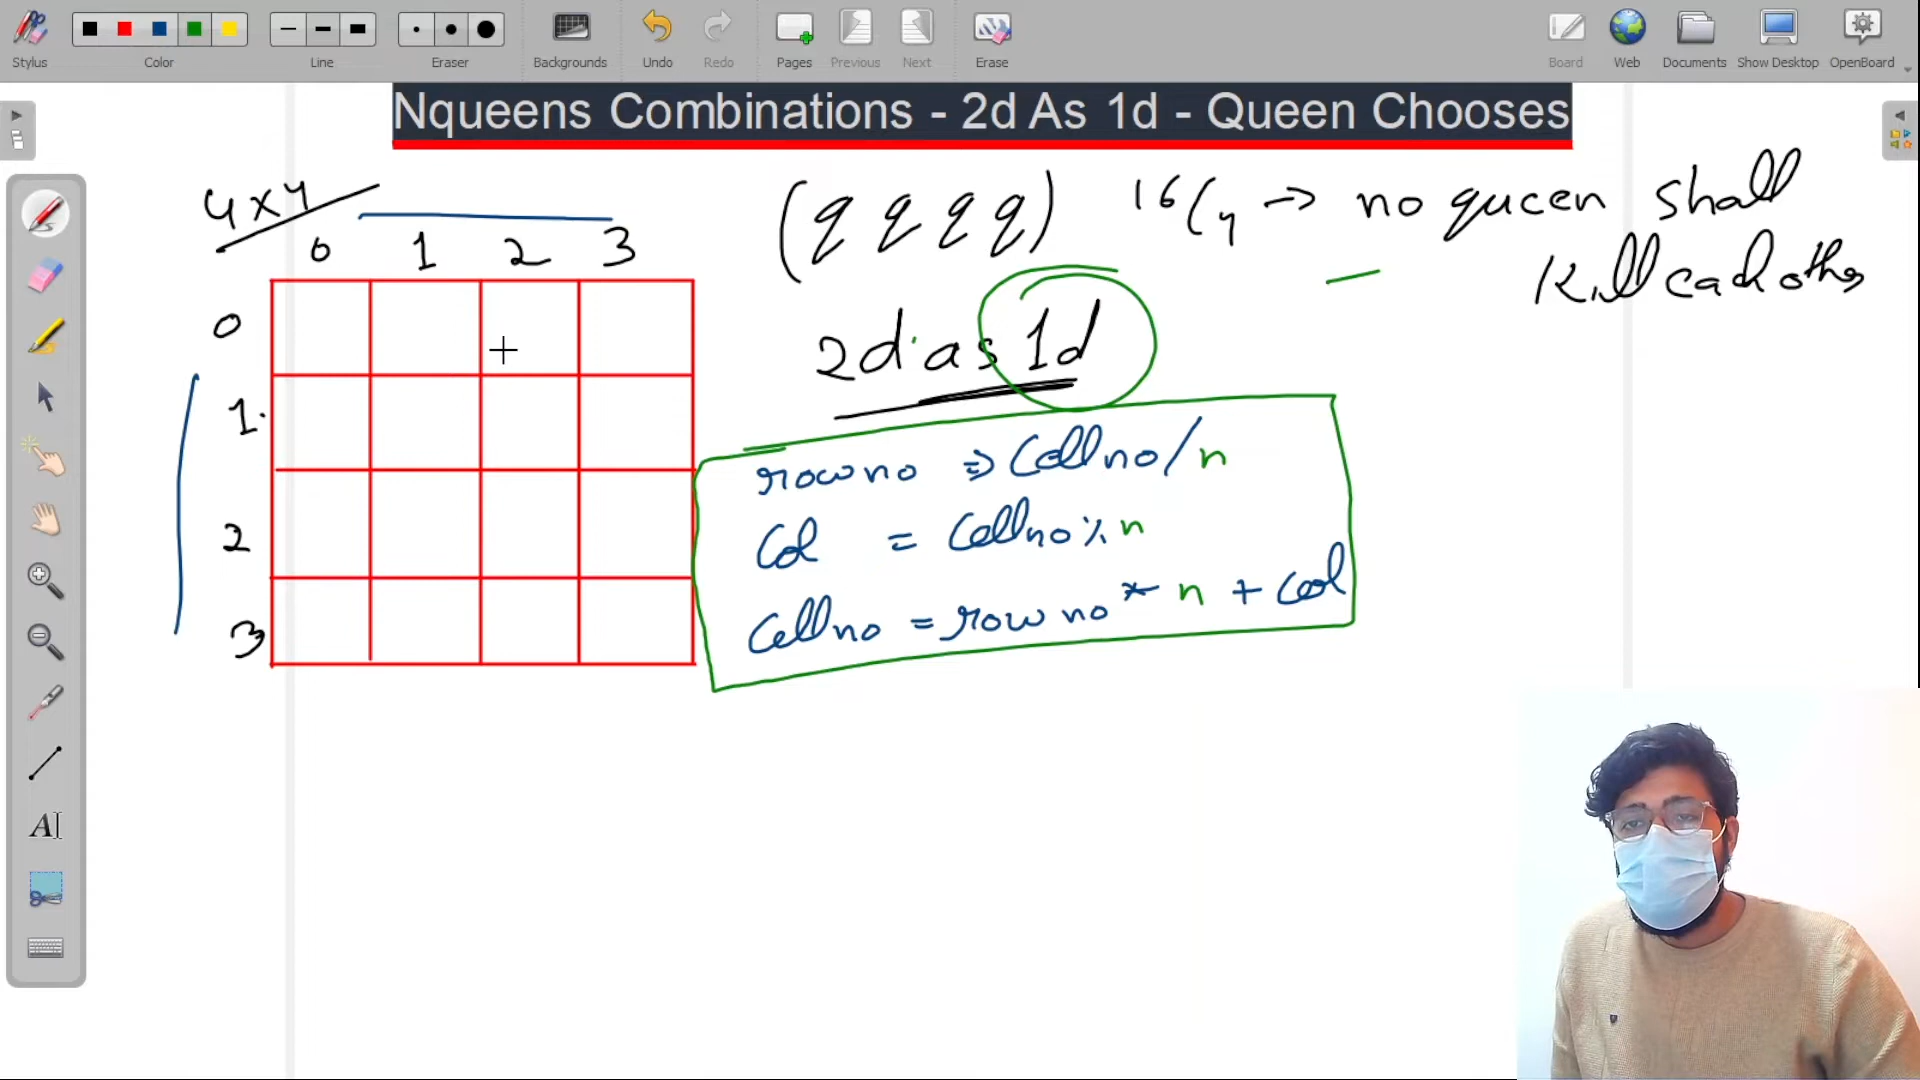 Stylus
Color
Line
Eraser
Backgrounds
Undo
Redo
Pages
Previous
Next
Erase
Board
Web
Documents
Show Desktop
OpenBoard
Nqueens Combinations - 2d As 1d - Queen Chooses
4x4
(q q q q) 16C4 -> no queen shall
kill each other
0 1 2 3
0
1.
2
3
2d as 1d
row no => Cell no / n
Col = Cell no % n
Cell no = row no * n + col